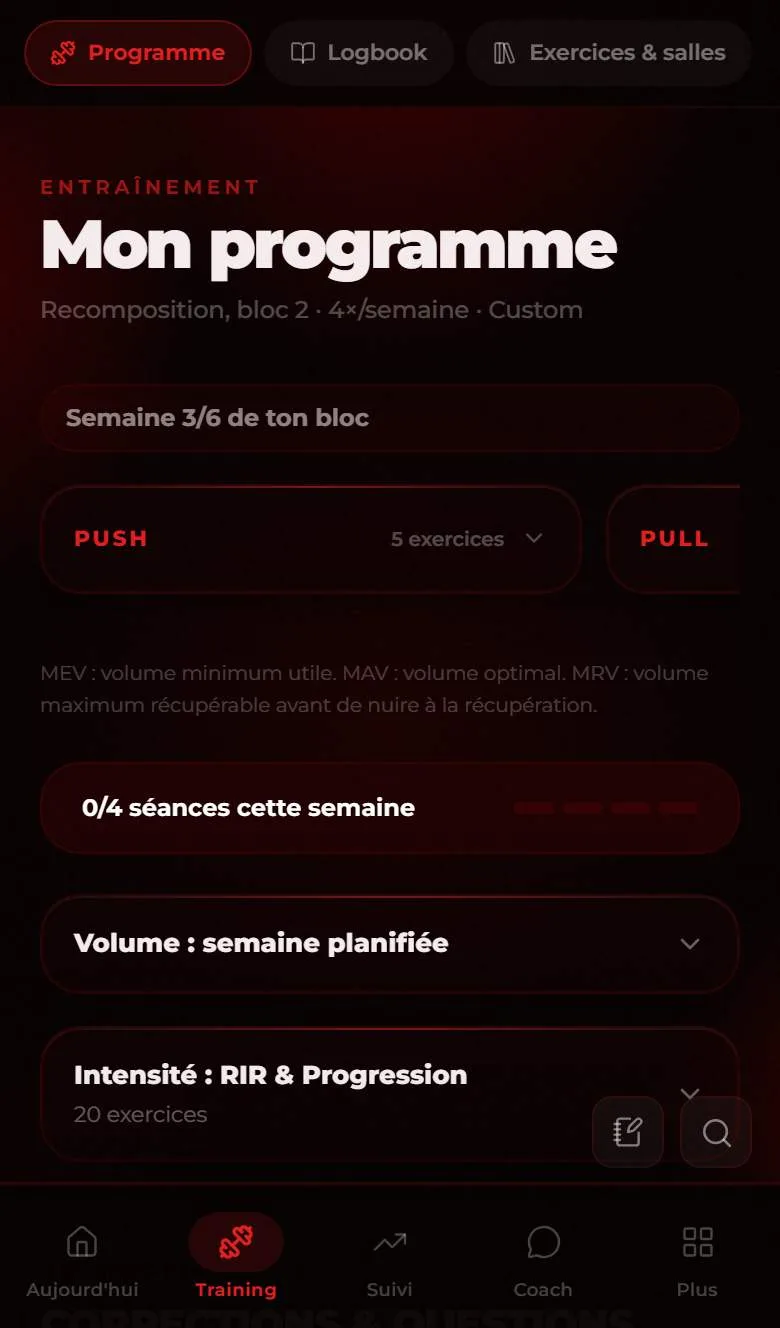 Programme
Logbook
Exercices & salles
ENTRAÎNEMENT
Mon programme
Recomposition, bloc 2 · 4×/semaine · Custom
Semaine 3/6 de ton bloc
PUSH
5 exercices
PULL
MEV : volume minimum utile. MAV : volume optimal. MRV : volume
maximum récupérable avant de nuire à la récupération.
0/4 séances cette semaine
Volume : semaine planifiée
Intensité : RIR & Progression
20 exercices
Aujourd'hui
Training
Suivi
Coach
Plus
CORRECTIONS & QUESTIONS